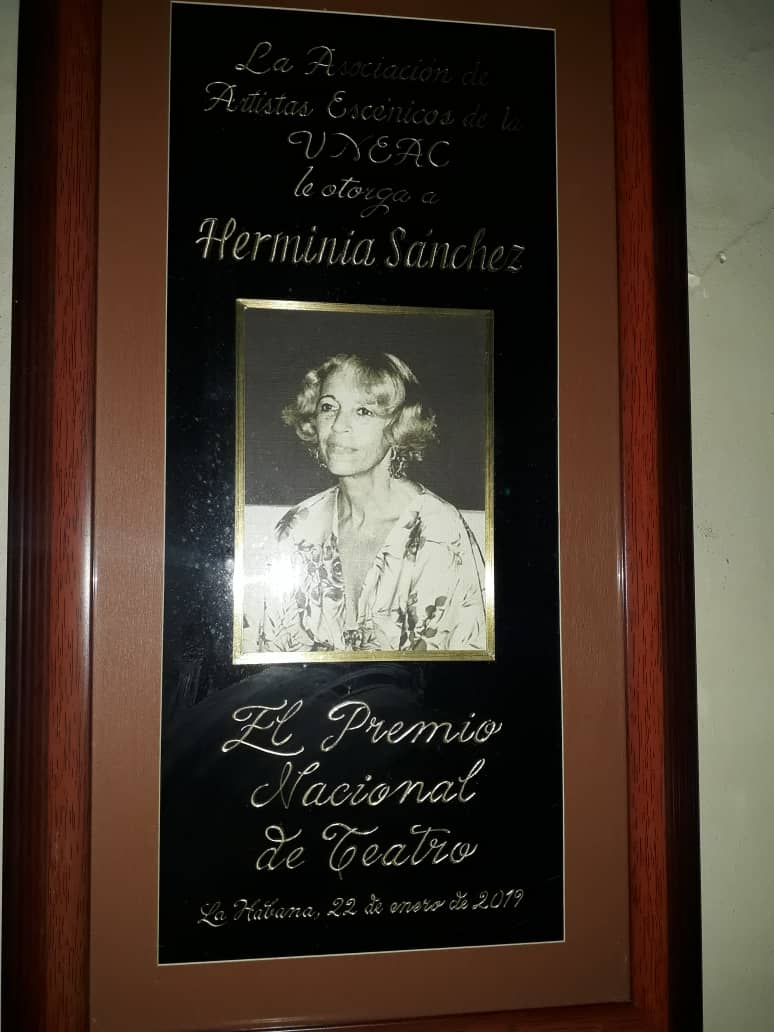 La Asociación de
Artistas Escénicos de la
UNEAC
le otorga a
Herminia Sánchez
El Premio
Nacional
de Teatro
La Habana, 22 de enero de 2019